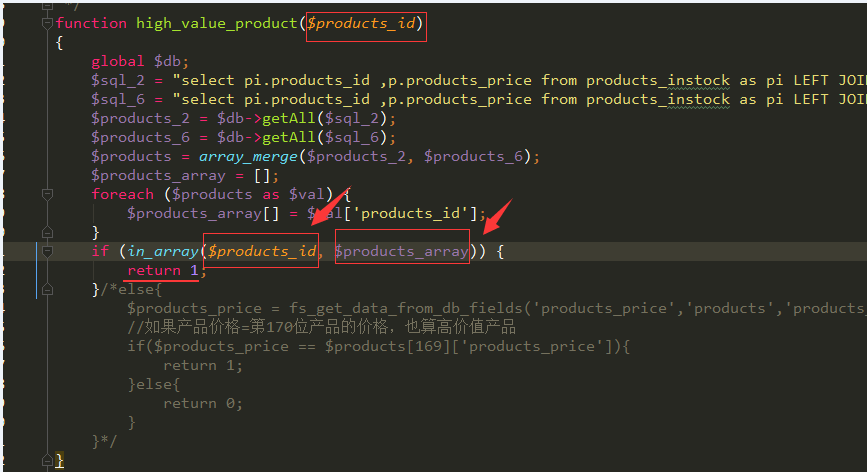 */
function high_value_product($products_id)
{
global $db;
$sql_2 = "select pi.products_id ,p.products_price from products_instock as pi LEFT JOI
$sql_6 = "select pi.products_id ,p.products_price from products_instock as pi LEFT JOI
$products_2 = $db->getAll($sql_2);
$products_6 = $db->getAll($sql_6);
$products = array_merge($products_2, $products_6);
$products_array = [];
foreach ($products as $val) {
$products_array[] = $val['products_id'];
}
if (in_array($products_id, $products_array)) {
return 1;
}/*else{
$products_price = fs_get_data_from_db_fields('products_price','products','products_
//如果产品价格=第170位产品的价格，也算高价值产品
if($products_price == $products[169]['products_price']){
return 1;
}else{
return 0;
}
}*/
}